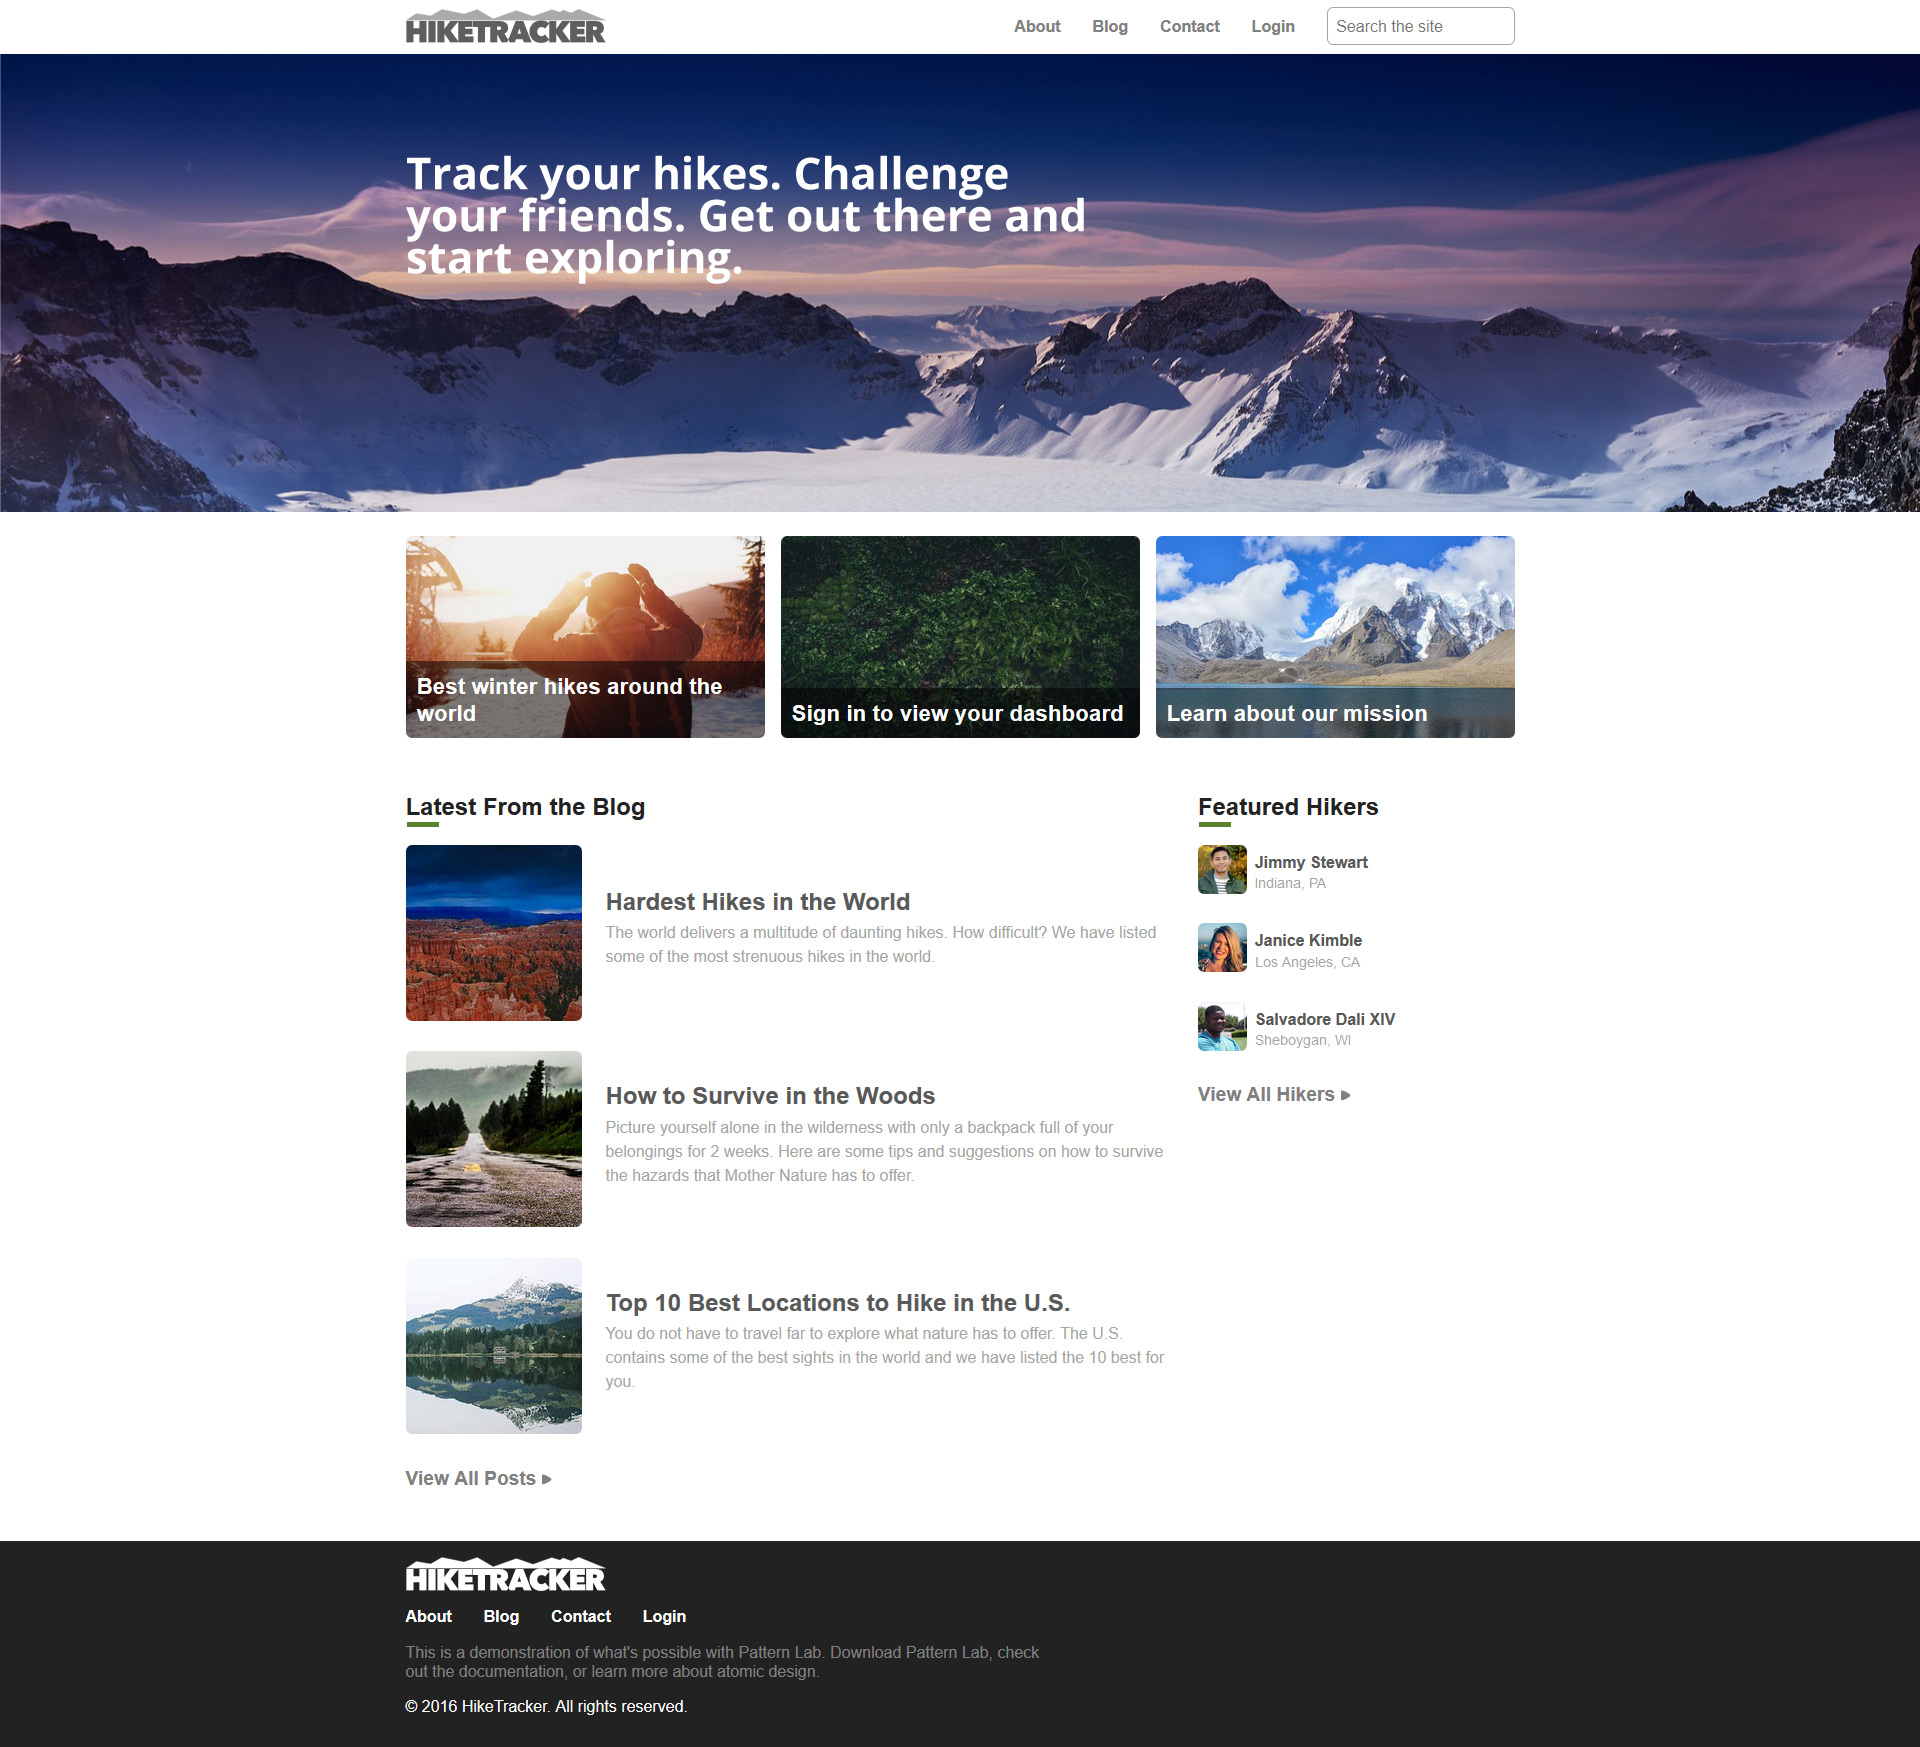 HIKETRACKER
About Blog Contact Login Search the site
Track your hikes. Challenge
your friends. Get out there and
start exploring.
Best winter hikes around the
world
Sign in to view your dashboard
Learn about our mission
Latest From the Blog
Hardest Hikes in the World
The world delivers a multitude of daunting hikes. How difficult? We have listed
some of the most strenuous hikes in the world.
How to Survive in the Woods
Picture yourself alone in the wilderness with only a backpack full of your
belongings for 2 weeks. Here are some tips and suggestions on how to survive
the hazards that Mother Nature has to offer.
Top 10 Best Locations to Hike in the U.S.
You do not have to travel far to explore what nature has to offer. The U.S.
contains some of the best sights in the world and we have listed the 10 best for
you.
View All Posts
Featured Hikers
Jimmy Stewart
Indiana, PA
Janice Kimble
Los Angeles, CA
Salvadore Dali XIV
Sheboygan, WI
View All Hikers
HIKETRACKER
About Blog Contact Login
This is a demonstration of what's possible with Pattern Lab. Download Pattern Lab, check
out the documentation, or learn more about atomic design.
© 2016 HikeTracker. All rights reserved.